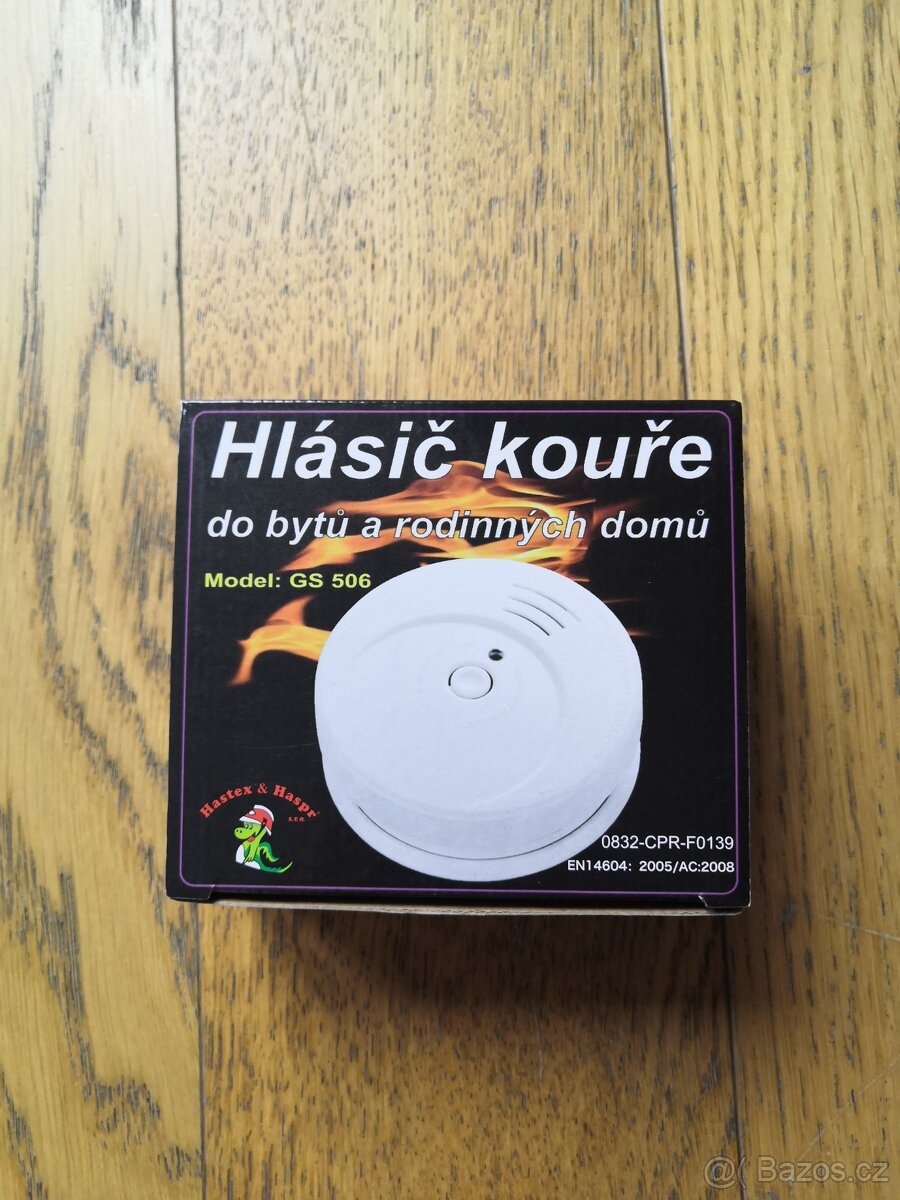 Hlásič kouře
do bytů a rodinných domů
Model: GS 506
Hastex & Haspr
s.r.o.
0832-CPR-F0139
EN14604: 2005/AC:2008
@( Bazos.cz